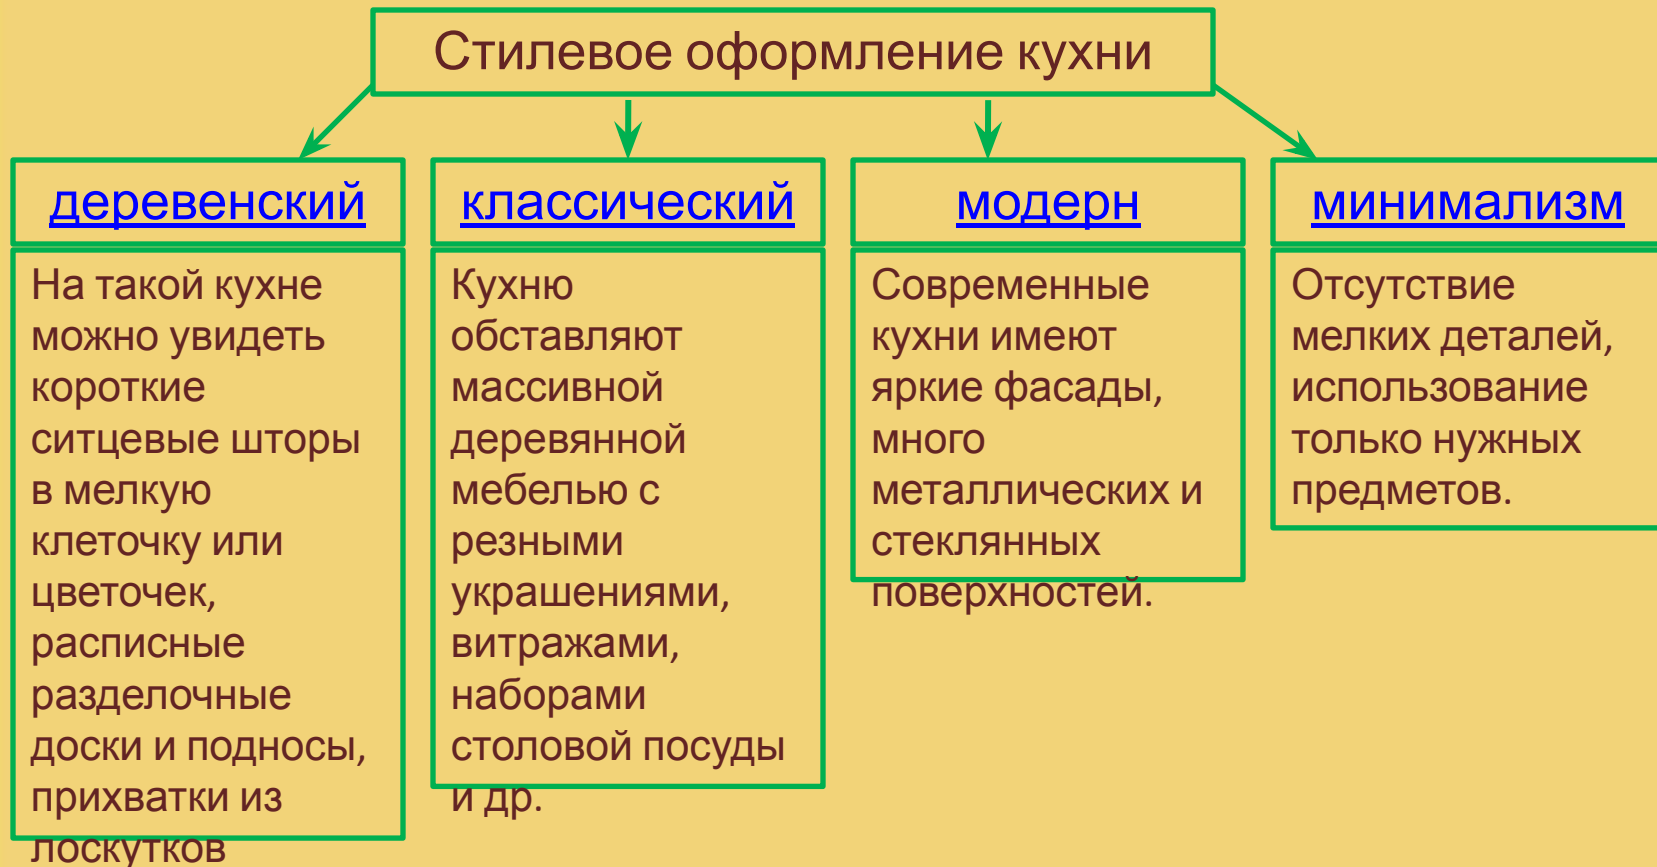 Стилевое оформление кухни
деревенский
На такой кухне
можно увидеть
короткие
ситцевые шторы
в мелкую
клеточку или
цветочек,
расписные
разделочные
доски и подносы,
прихватки из
лоскутков
классический
Кухню
обставляют
массивной
деревянной
мебелью с
резными
украшениями,
витражами,
наборами
столовой посуды
и др.
модерн
Современные
кухни имеют
яркие фасады,
много
металлических и
стеклянных
поверхностей.
минимализм
Отсутствие
мелких деталей,
использование
только нужных
предметов.